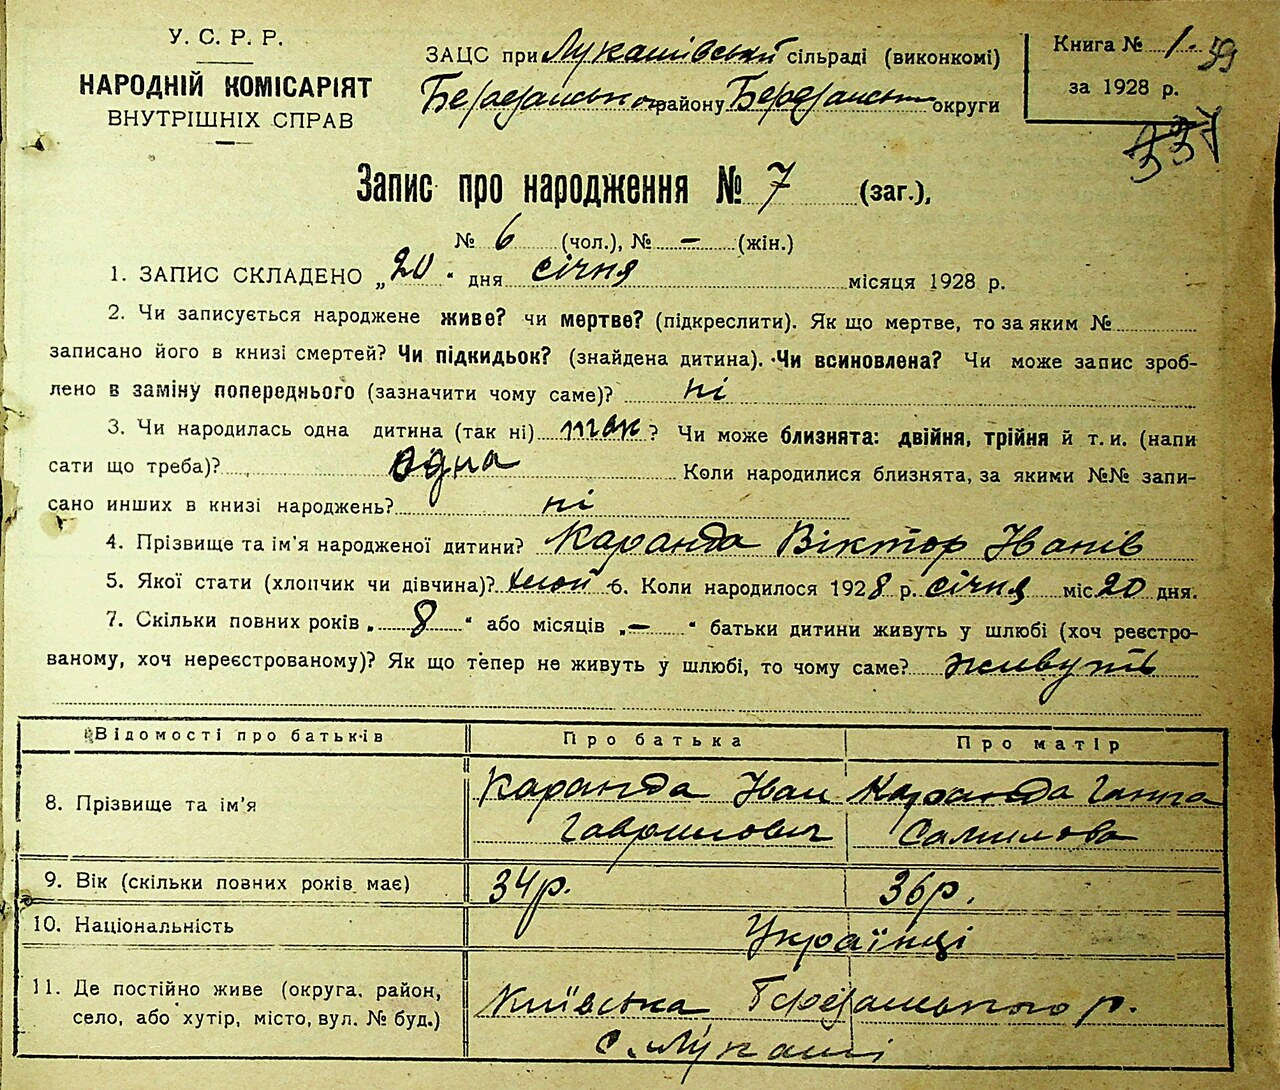 У. С. Р. Р.
НАРОДНІЙ КОМІСАРІЯТ
ВНУТРІШНІХ СПРАВ
ЗАЦС при Лукашівській сільраді (виконкомі)
Березанського району Березанськ округи
Книга № 1. 59
за 1928 р.
337
Запис про народження № 7 (заг.),
№ 6 (чол.), № — (жін.)
1. ЗАПИС СКЛАДЕНО „20" дня січня місяця 1928 р.
2. Чи записується народжене живе? чи мертве? (підкреслити). Як що мертве, то за яким №
записано його в книзі смертей? Чи підкидьок? (знайдена дитина). Чи всиновлена? Чи може запис зроб-
лено в заміну попереднього (зазначити чому саме)? ні
3. Чи народилась одна дитина (так ні) так? Чи може близнята: двійня, трійня й т. и. (напи
сати що треба)? одна Коли народилися близнята, за якими №№ запи-
сано инших в книзі народжень? ні
4. Прізвище та ім'я народженої дитини? Каранда Віктор Іванів
5. Якої стати (хлопчик чи дівчина)? 6. Коли народилося 1928 р. січня міс 20 дня.
7. Скільки повних років „8" або місяців „—" батьки дитини живуть у шлюбі (хоч реєстро-
ваному, хоч нереєстрованому)? Як що тепер не живуть у шлюбі, то чому саме? живуть
Відомості про батьків Про батька Про матір
8. Прізвище та ім'я Каранда Іван Гаврилович Каранда Ганна Самилова
9. Вік (скільки повних років має) 34 р. 36 р.
10. Національність Українці
11. Де постійно живе (округа, район, Київська Березанського р.
село, або хутір, місто, вул. № буд.) с. Лукаші